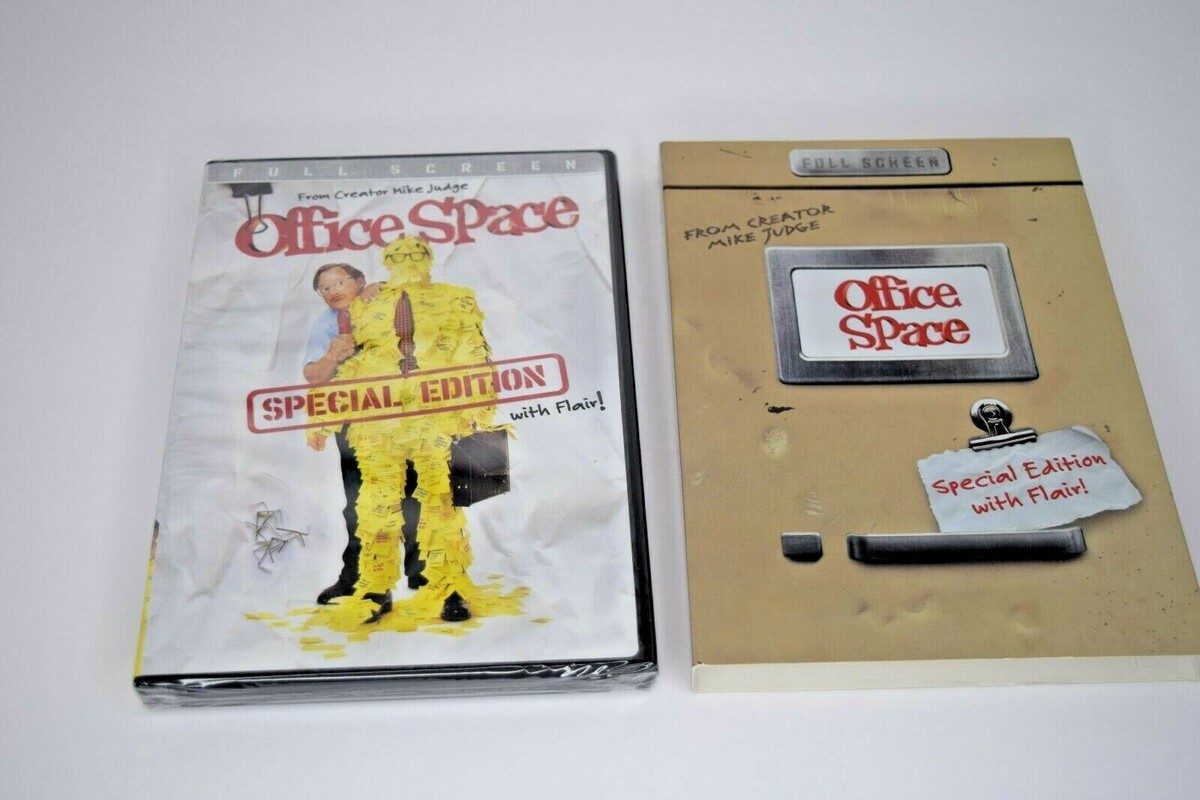 FULL SCREEN
From Creator Mike Judge
Office Space
SPECIAL EDITION
with Flair!
FULL SCREEN
FROM CREATOR
MIKE JUDGE
Office
Space
Special Edition
with Flair!